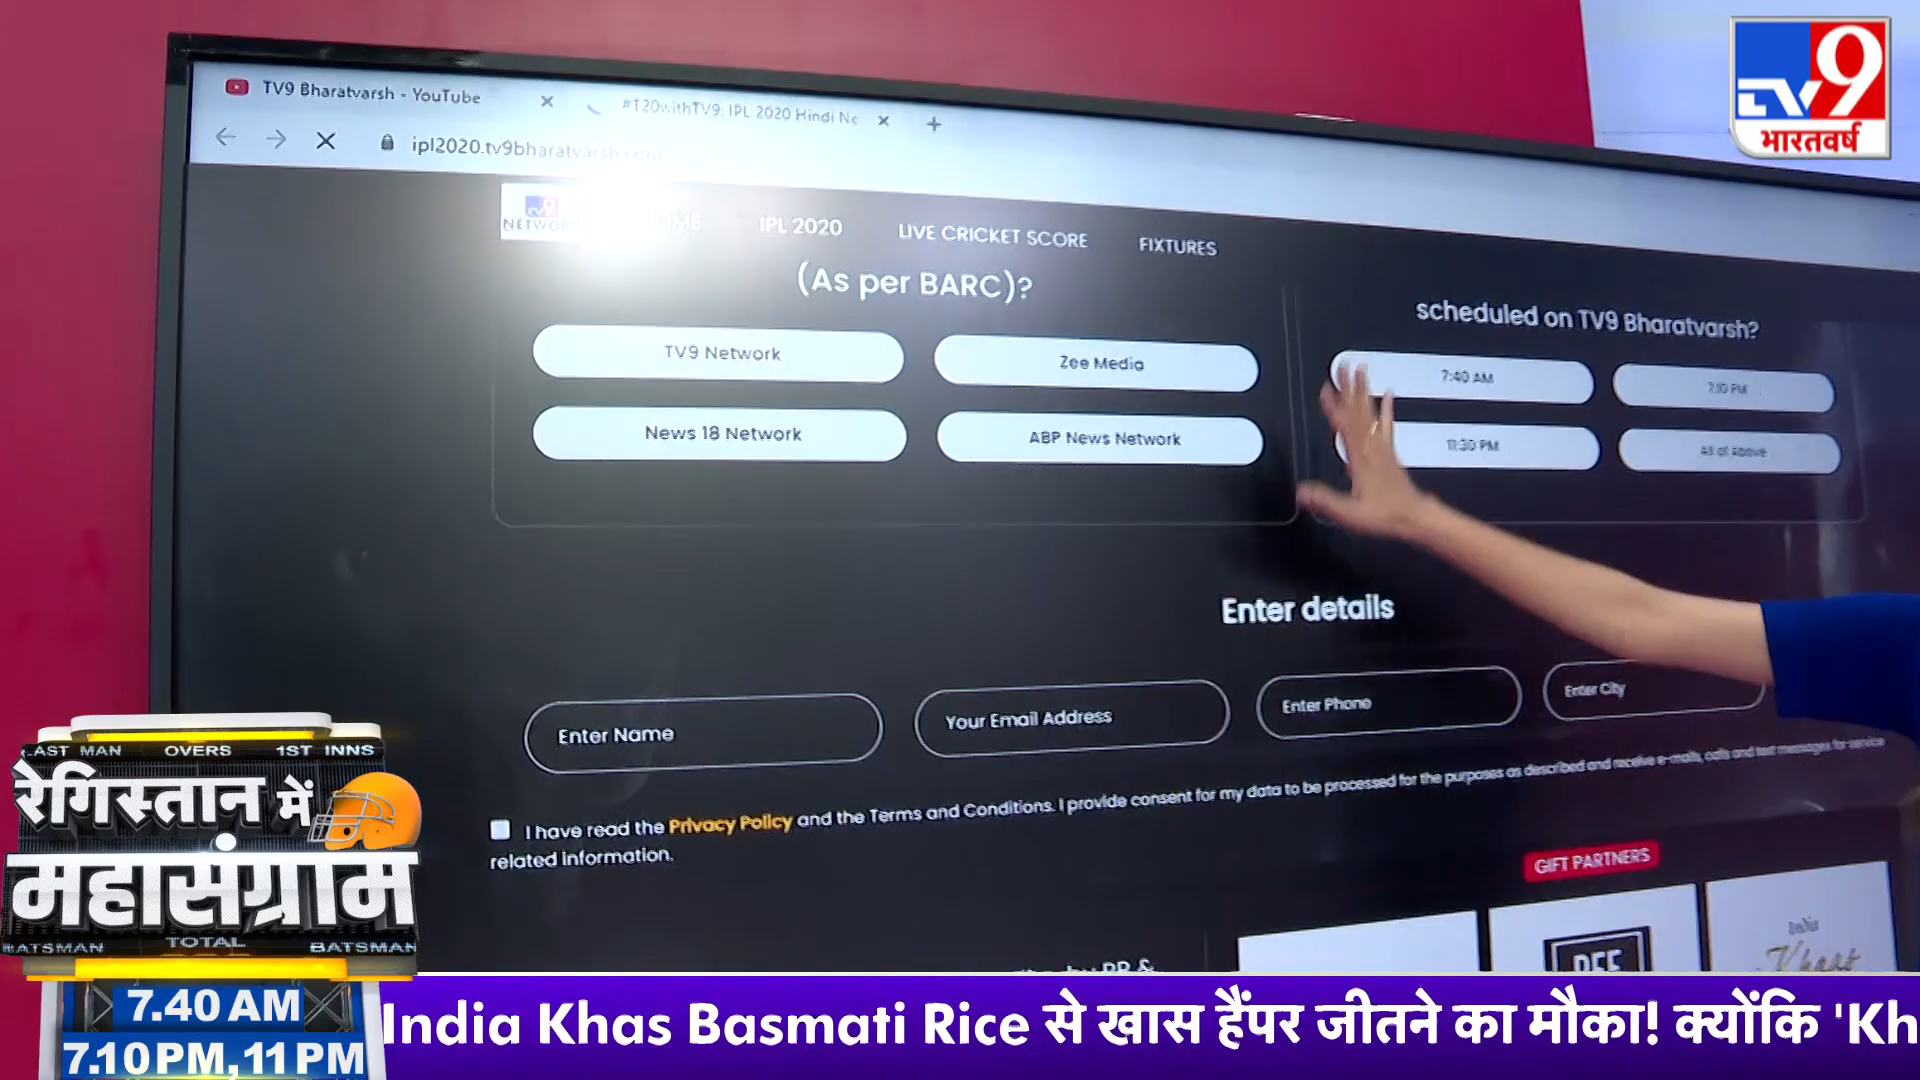 TV9
भारतवर्ष
TV9 Bharatvarsh - YouTube
#T20withTV9: IPL 2020 Hindi Ne
ipl2020.tv9bharatvarsh.com
TV9
NETWORK
IPL 2020
LIVE CRICKET SCORE
FIXTURES
(As per BARC)?
TV9 Network
Zee Media
News 18 Network
ABP News Network
scheduled on TV9 Bharatvarsh?
7:40 AM
7:10 PM
11:30 PM
All of Above
Enter details
Enter Name
Your Email Address
Enter Phone
Enter City
I have read the Privacy Policy and the Terms and Conditions. I provide consent for my data to be processed for the purposes as described and receive e-mails, calls and text messages for service
related information.
GIFT PARTNERS
India
Khas
LAST MAN OVERS 1ST INNS
रेगिस्तान में
महासंग्राम
BATSMAN TOTAL BATSMAN
7.40 AM
7.10 PM, 11 PM
India Khas Basmati Rice से खास हैंपर जीतने का मौका! क्योंकि 'Kh